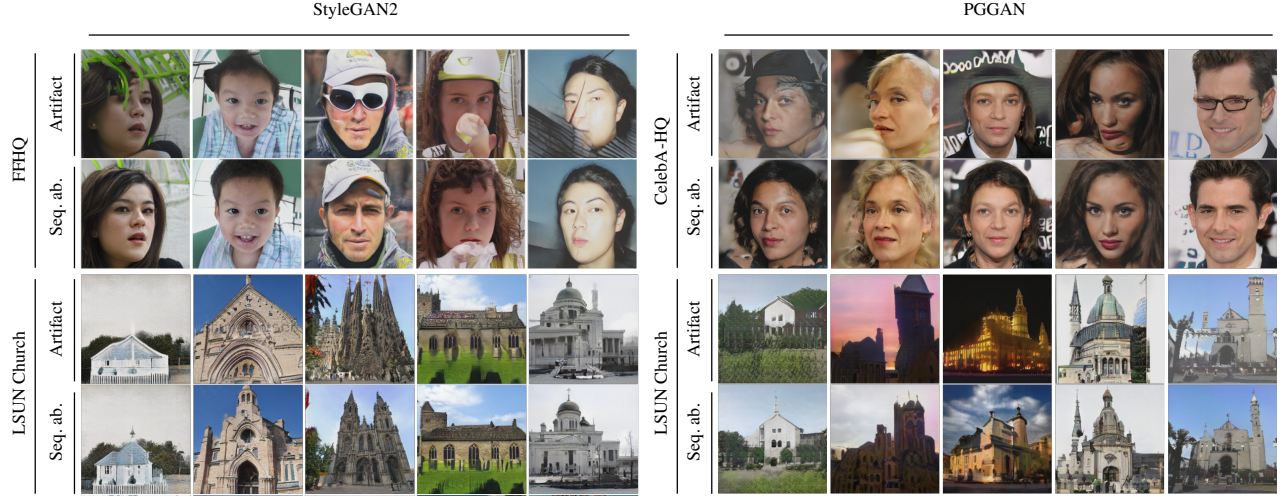 StyleGAN2
PGGAN
FFHQ
Artifact
Seq. ab.
LSUN Church
Artifact
Seq. ab.
CelebA-HQ
Artifact
Seq. ab.
LSUN Church
Artifact
Seq. ab.